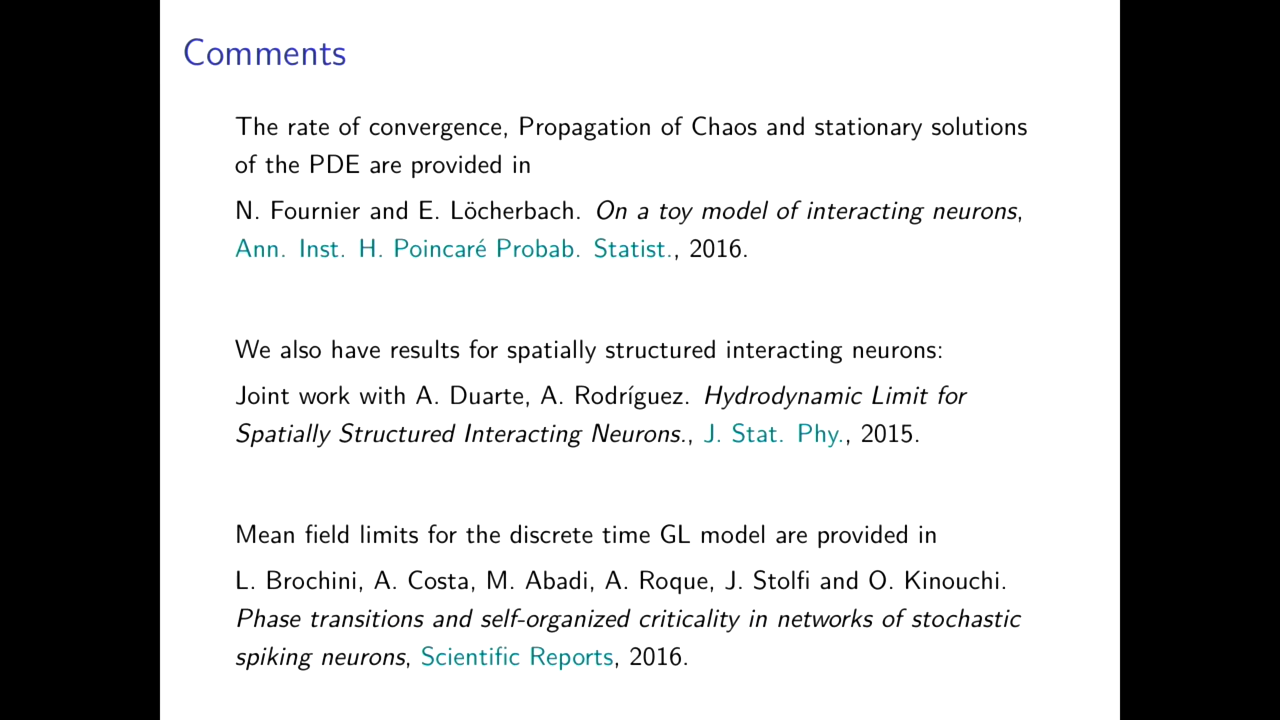 Comments
The rate of convergence, Propagation of Chaos and stationary solutions
of the PDE are provided in
N. Fournier and E. Löcherbach. On a toy model of interacting neurons,
Ann. Inst. H. Poincaré Probab. Statist., 2016.
We also have results for spatially structured interacting neurons:
Joint work with A. Duarte, A. Rodríguez. Hydrodynamic Limit for
Spatially Structured Interacting Neurons., J. Stat. Phy., 2015.
Mean field limits for the discrete time GL model are provided in
L. Brochini, A. Costa, M. Abadi, A. Roque, J. Stolfi and O. Kinouchi.
Phase transitions and self-organized criticality in networks of stochastic
spiking neurons, Scientific Reports, 2016.